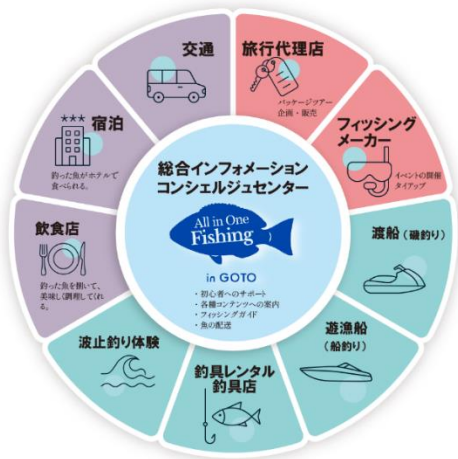 交通
旅行代理店
パッケージツアー
企画・販売
フィッシング
メーカー
イベントの開催
タイアップ
渡船(磯釣り)
遊漁船
(船釣り)
釣具レンタル
釣具店
波止釣り体験
飲食店
釣った魚を捌いて、
美味しく調理してくれ
る。
宿泊
釣った魚がホテルで
食べられる。
総合インフォメーション
コンシェルジュセンター
All in One
Fishing
in GOTO
・初心者へのサポート
・各種コンテンツへの案内
・フィッシングガイド
・魚の配送